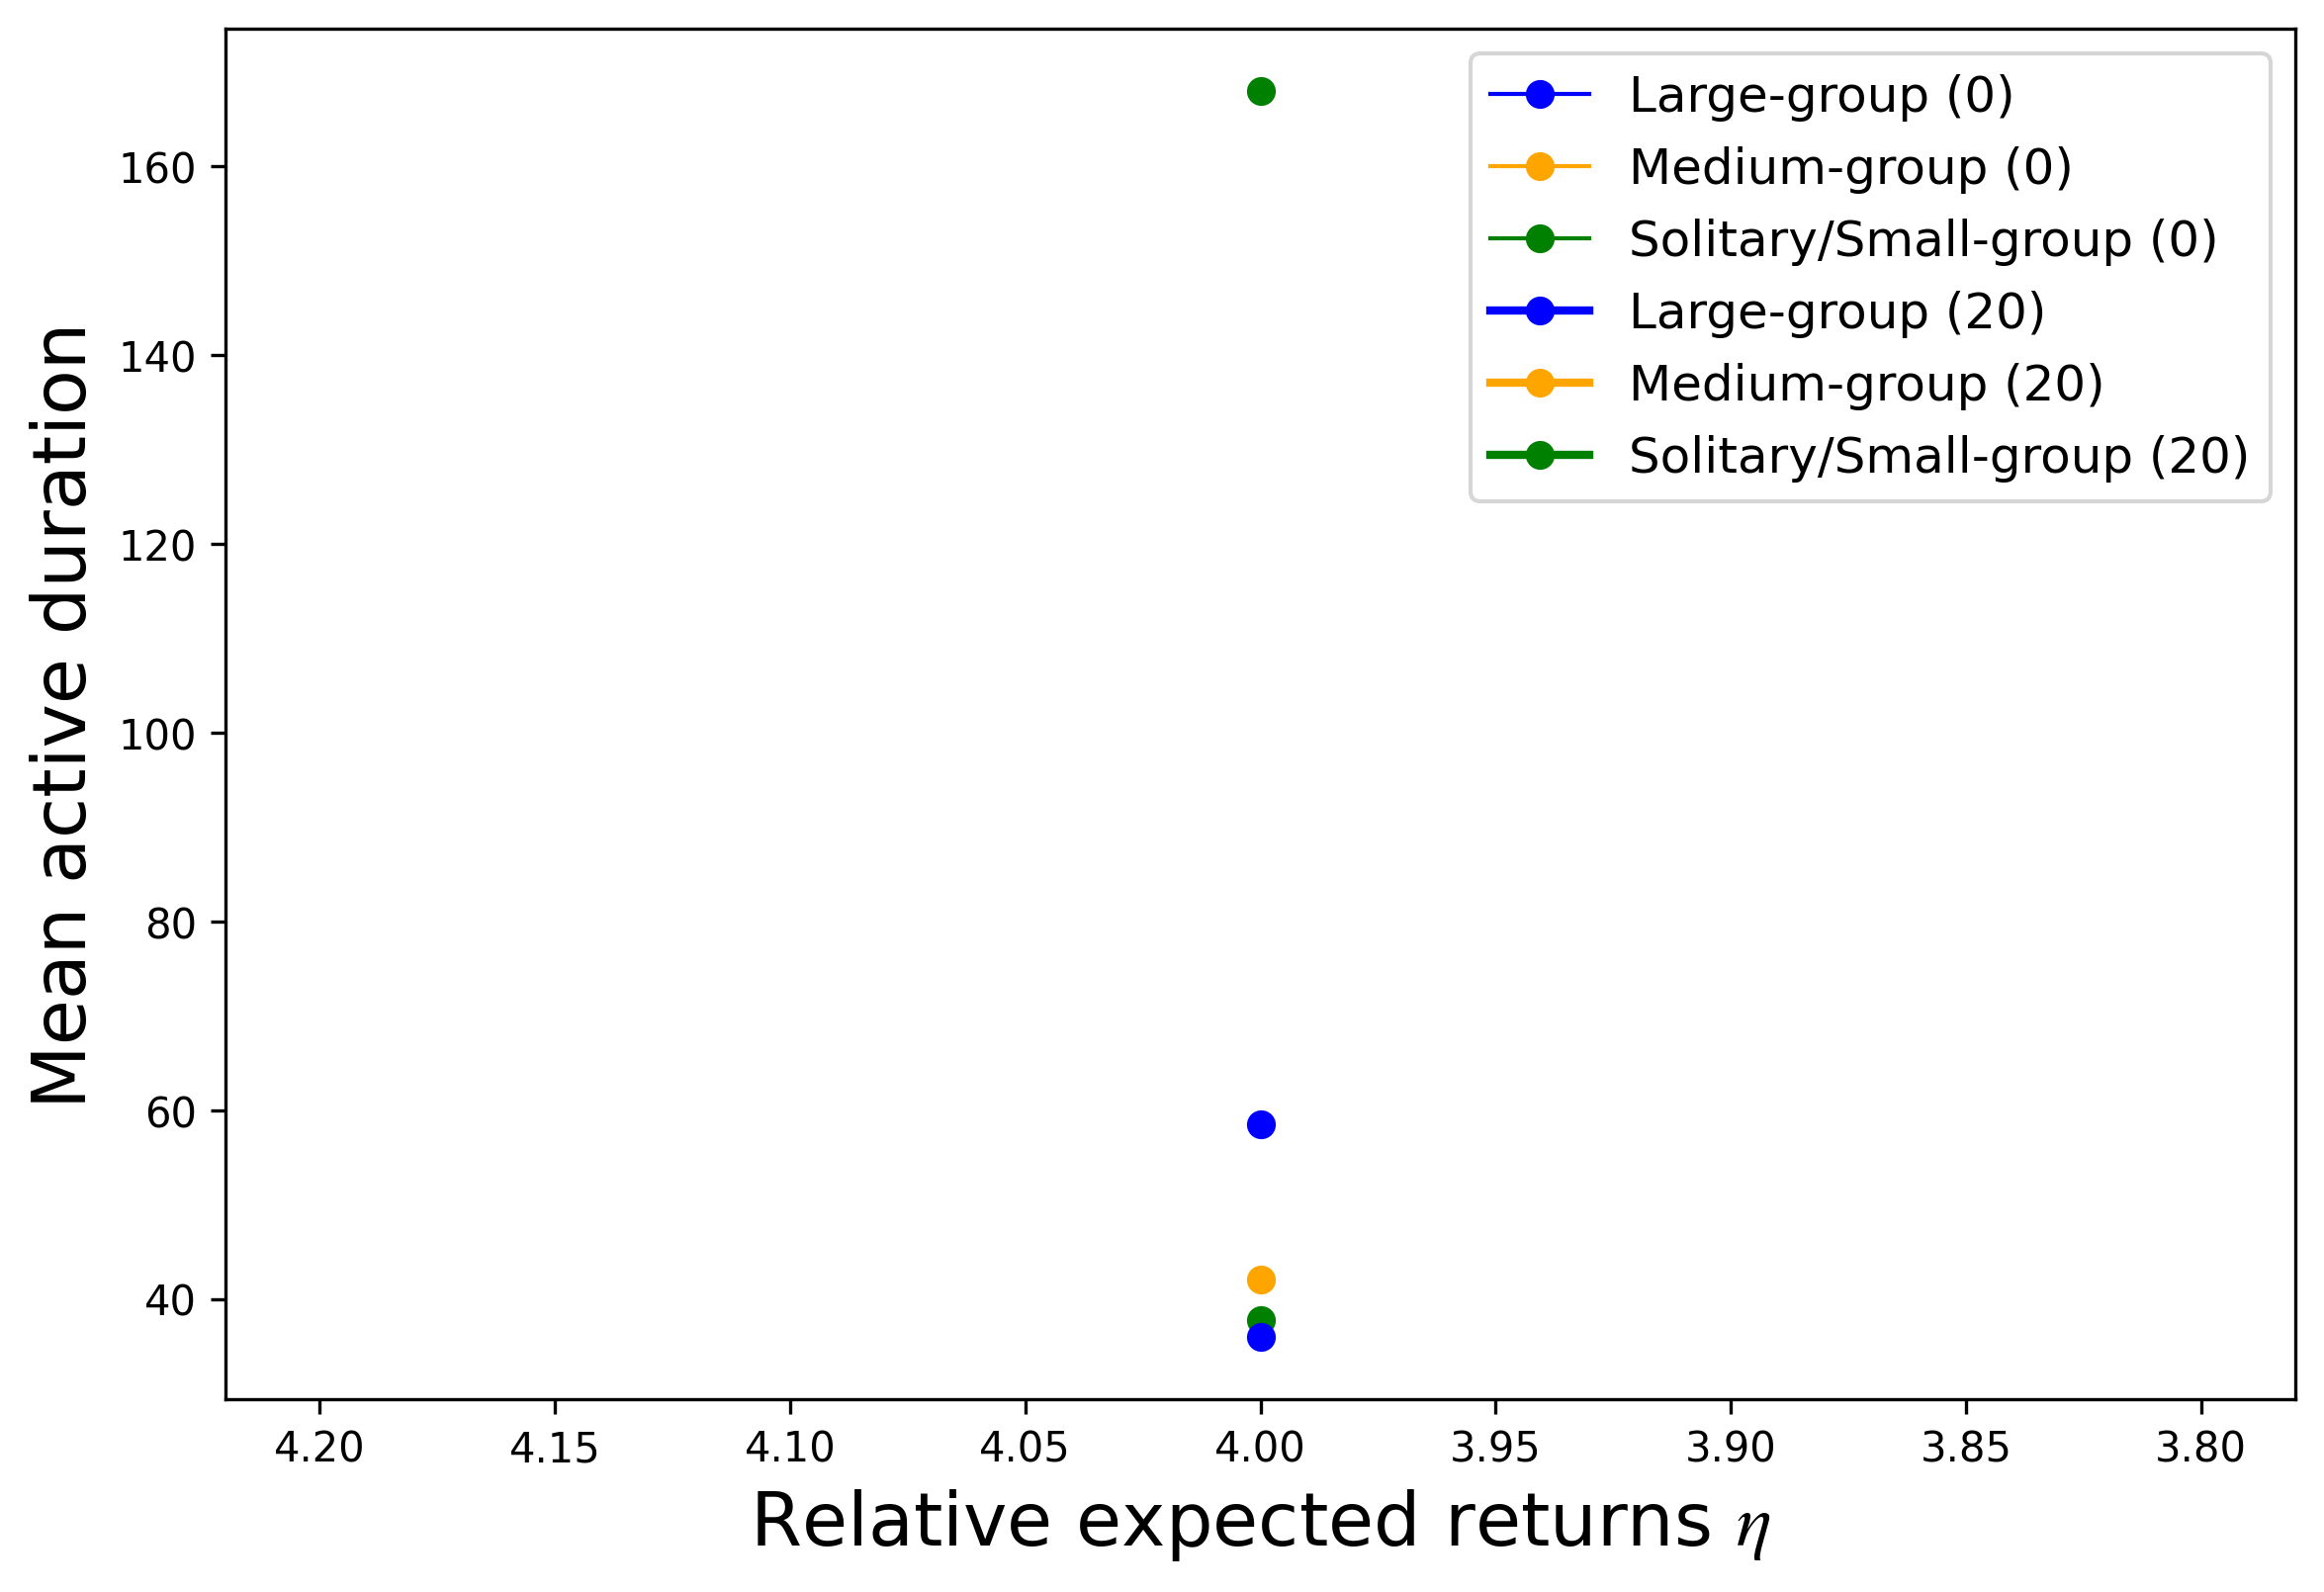 Large-group (0)
Medium-group (0)
Solitary/Small-group (0)
Large-group (20)
Medium-group (20)
Solitary/Small-group (20)
Mean active duration
160
140
120
100
80
60
40
4.20 4.15 4.10 4.05 4.00 3.95 3.90 3.85 3.80
Relative expected returns η